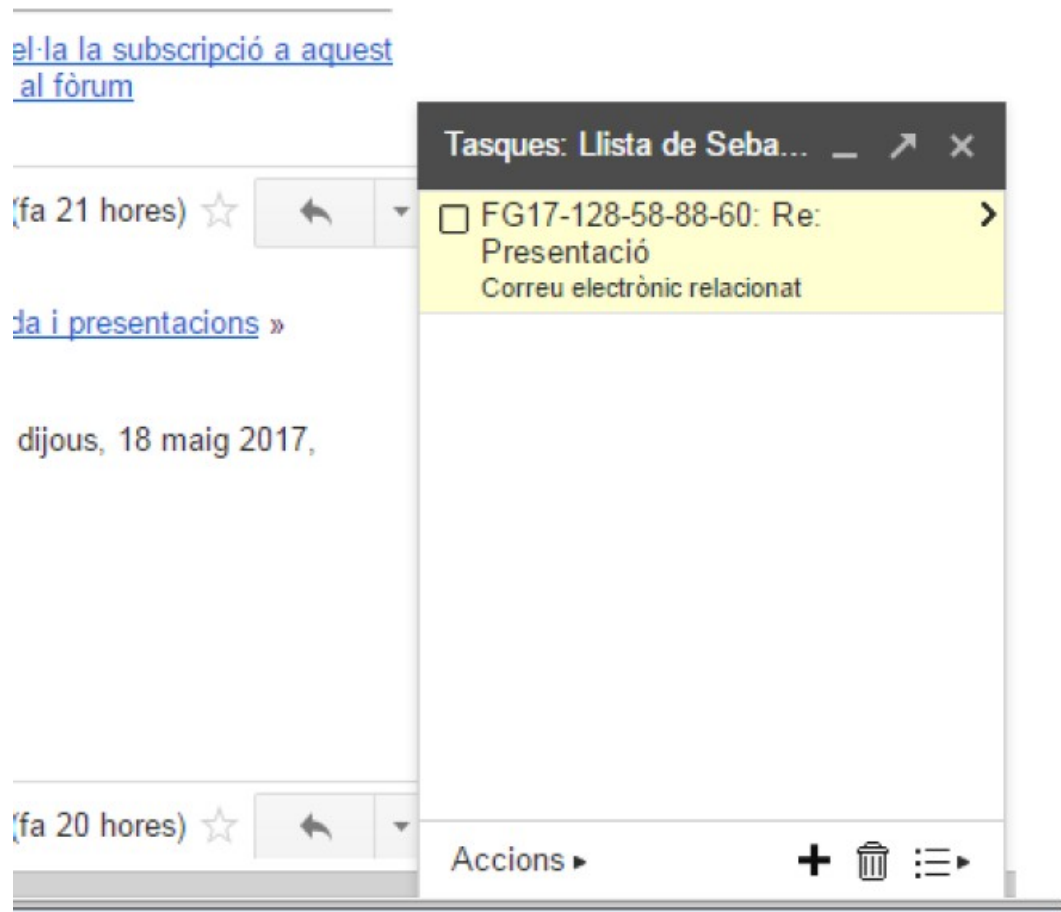 el·la la subscripció a aquest
al fòrum
Tasques: Llista de Seba...
(fa 21 hores)
FG17-128-58-88-60: Re:
Presentació
Correu electrònic relacionat
da i presentacions »
dijous, 18 maig 2017,
(fa 20 hores)
Accions